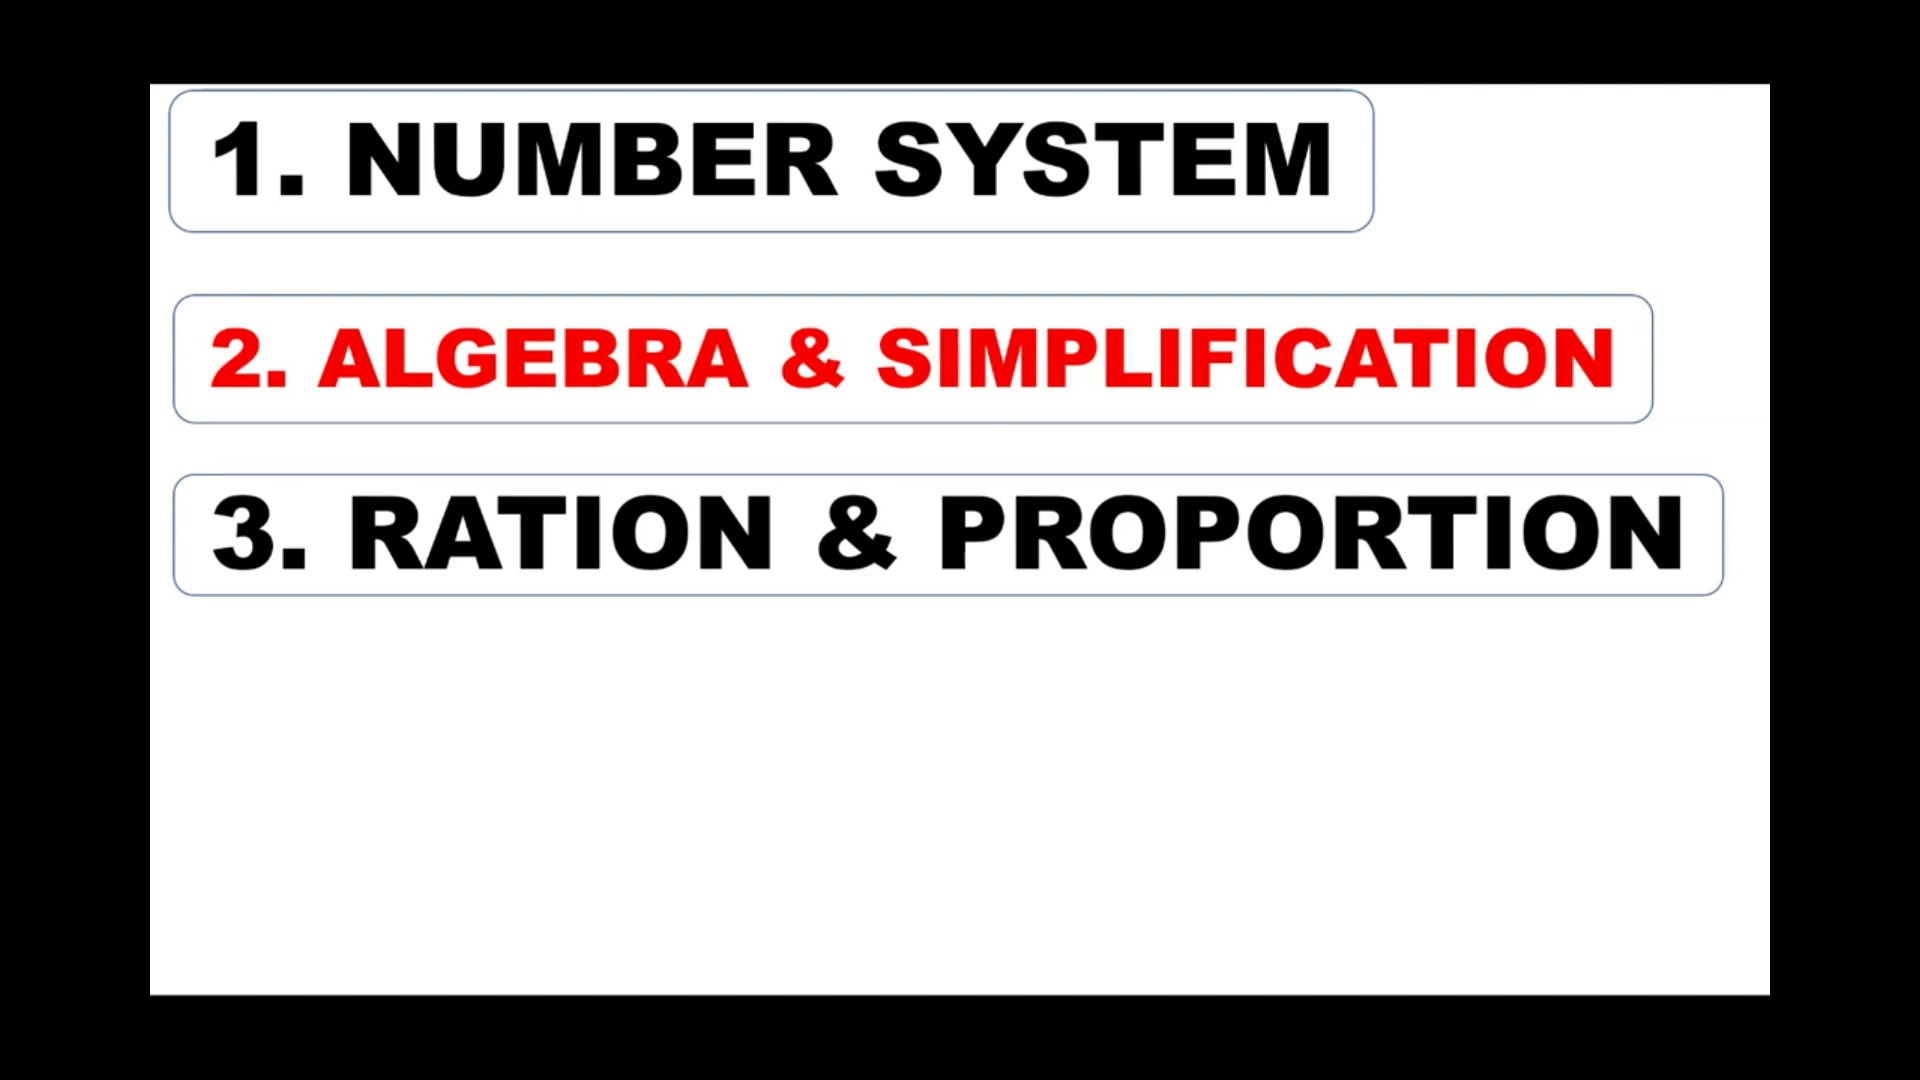 1. NUMBER SYSTEM
2. ALGEBRA & SIMPLIFICATION
3. RATION & PROPORTION